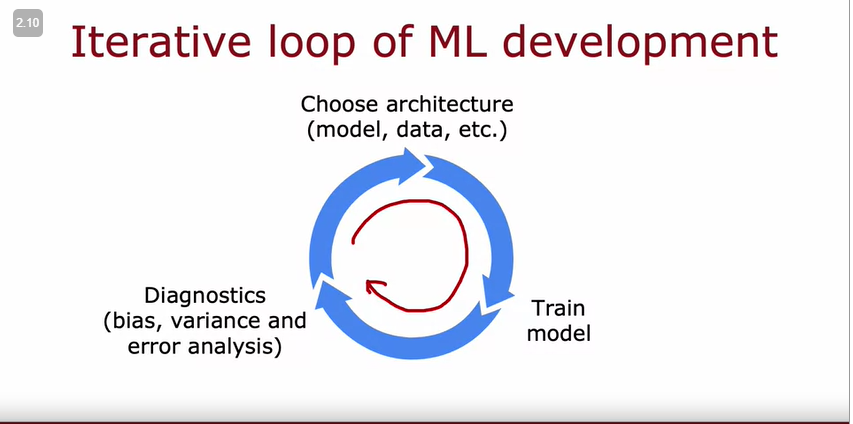 2.10
Iterative loop of ML development
Choose architecture
(model, data, etc.)
Train
model
Diagnostics
(bias, variance and
error analysis)